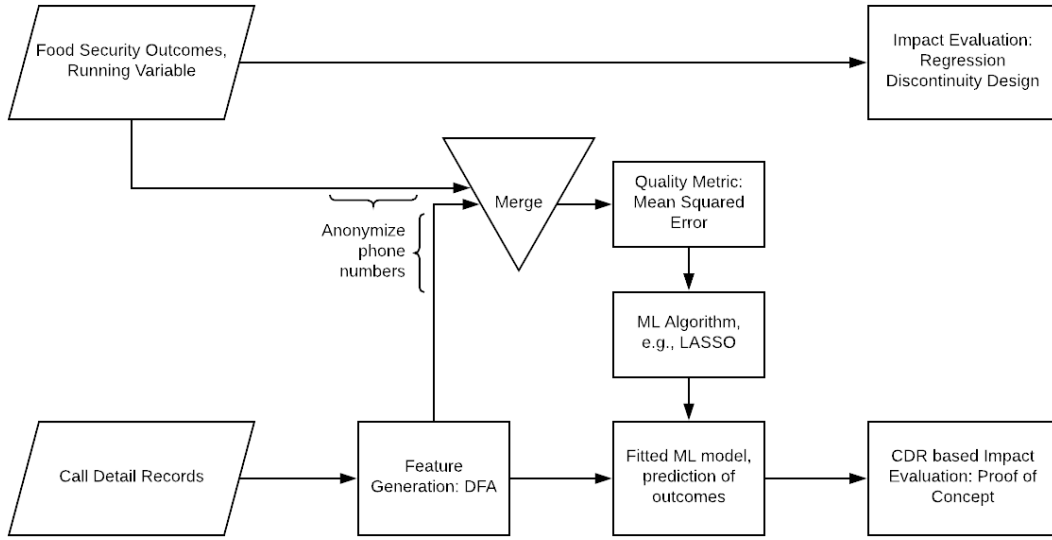 Food Security Outcomes,
Running Variable
Impact Evaluation:
Regression
Discontinuity Design
Merge
Quality Metric:
Mean Squared
Error
Anonymize
phone
numbers
ML Algorithm,
e.g., LASSO
Call Detail Records
Feature
Generation: DFA
Fitted ML model,
prediction of
outcomes
CDR based Impact
Evaluation: Proof of
Concept